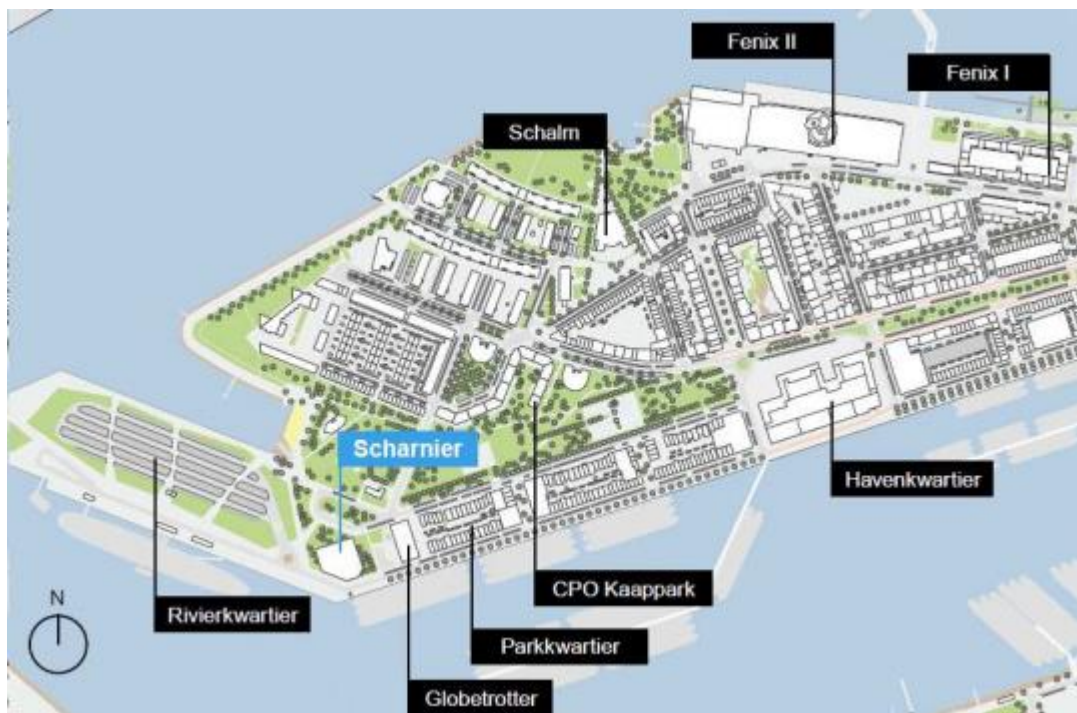 Fenix II
Fenix I
Schalm
Scharnier
Havenkwartier
CPO Kaappark
Rivierkwartier
N
Parkkwartier
Globetrotter